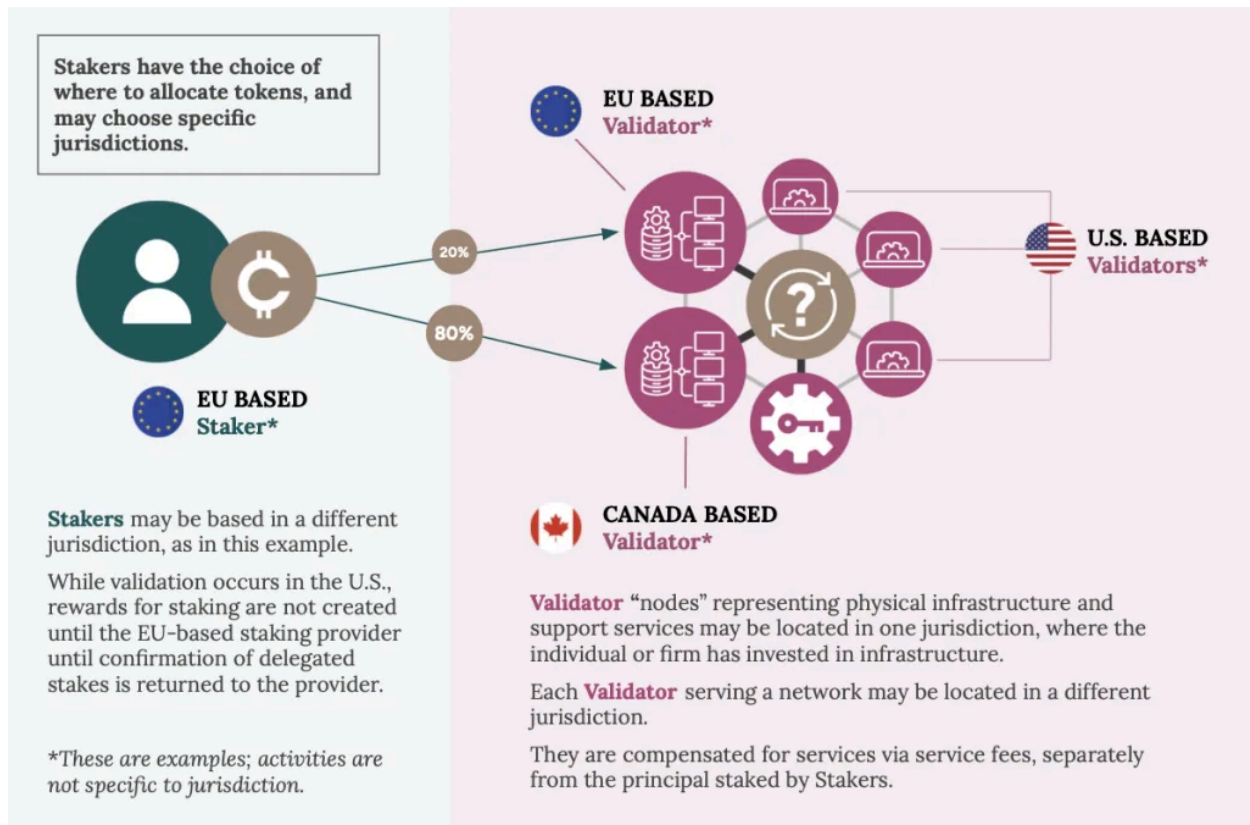 Stakers have the choice of
where to allocate tokens, and
may choose specific
jurisdictions.
EU BASED
Validator*
20%
80%
U.S. BASED
Validators*
?
EU BASED
Staker*
CANADA BASED
Validator*
Stakers may be based in a different
jurisdiction, as in this example.
While validation occurs in the U.S.,
rewards for staking are not created
until the EU-based staking provider
until confirmation of delegated
stakes is returned to the provider.
*These are examples; activities are
not specific to jurisdiction.
Validator “nodes” representing physical infrastructure and
support services may be located in one jurisdiction, where the
individual or firm has invested in infrastructure.
Each Validator serving a network may be located in a different
jurisdiction.
They are compensated for services via service fees, separately
from the principal staked by Stakers.